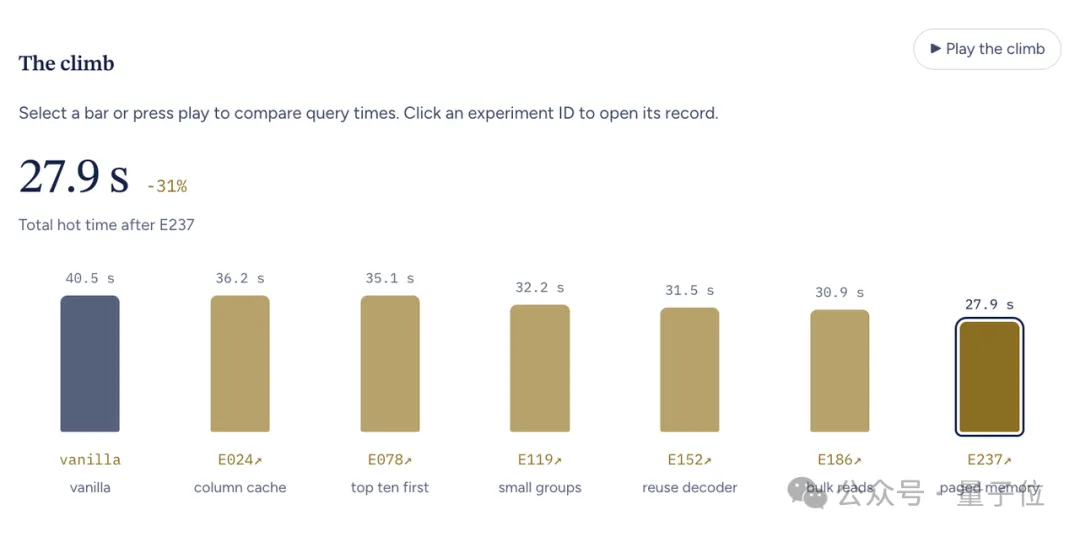 The climb
▶ Play the climb
Select a bar or press play to compare query times. Click an experiment ID to open its record.
27.9 s -31%
Total hot time after E237
40.5 s 36.2 s 35.1 s 32.2 s 31.5 s 30.9 s 27.9 s
vanilla E024↗ E078↗ E119↗ E152↗ E186↗ E237↗
vanilla column cache top ten first small groups reuse decoder bulk reads paged memory
公众号 · 量子位